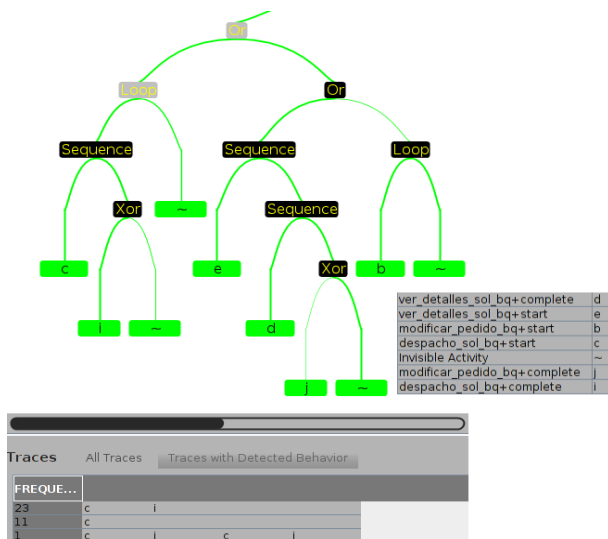 Or
Loop
Or
Sequence
Sequence
Loop
Xor
~
Sequence
c
e
Xor
b
~
i
~
d
j
~
ver_detalles_sol_bq+complete d
ver_detalles_sol_bq+start e
modificar_pedido_bq+start b
despacho_sol_bq+start c
Invisible Activity ~
modificar_pedido_bq+complete j
despacho_sol_bq+complete i
Traces All Traces Traces with Detected Behavior
FREQUE...
23 c i
11 c
1 c i c i